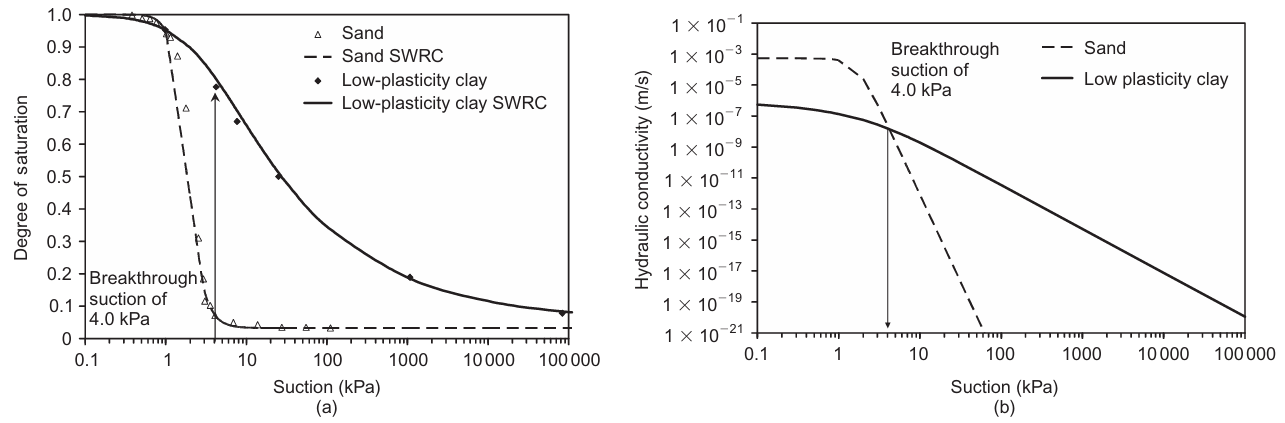 1.0
0.9
0.8
0.7
0.6
0.5
0.4
0.3
0.2
0.1
0
Degree of saturation
Sand
Sand SWRC
Low-plasticity clay
Low-plasticity clay SWRC
Breakthrough
suction of
4.0 kPa
0.1 1 10 100 1000 10 000 100 000
Suction (kPa)
(a)
1 × 10−1
1 × 10−3
1 × 10−5
1 × 10−7
1 × 10−9
1 × 10−11
1 × 10−13
1 × 10−15
1 × 10−17
1 × 10−19
1 × 10−21
Hydraulic conductivity (m/s)
Breakthrough
suction of
4.0 kPa
Sand
Low plasticity clay
0.1 1 10 100 1000 10 000 100 000
Suction (kPa)
(b)